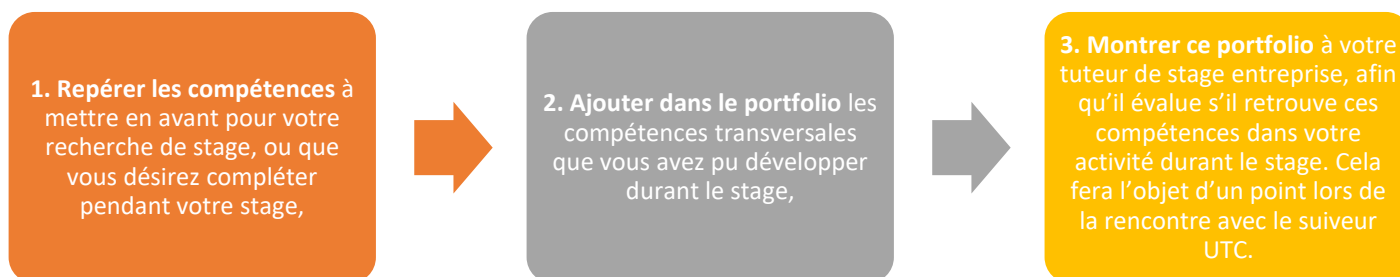 1. Repérer les compétences à
mettre en avant pour votre
recherche de stage, ou que
vous désirez compléter
pendant votre stage,
2. Ajouter dans le portfolio les
compétences transversales
que vous avez pu développer
durant le stage,
3. Montrer ce portfolio à votre
tuteur de stage entreprise, afin
qu’il évalue s’il retrouve ces
compétences dans votre
activité durant le stage. Cela
fera l’objet d’un point lors de
la rencontre avec le suiveur
UTC.